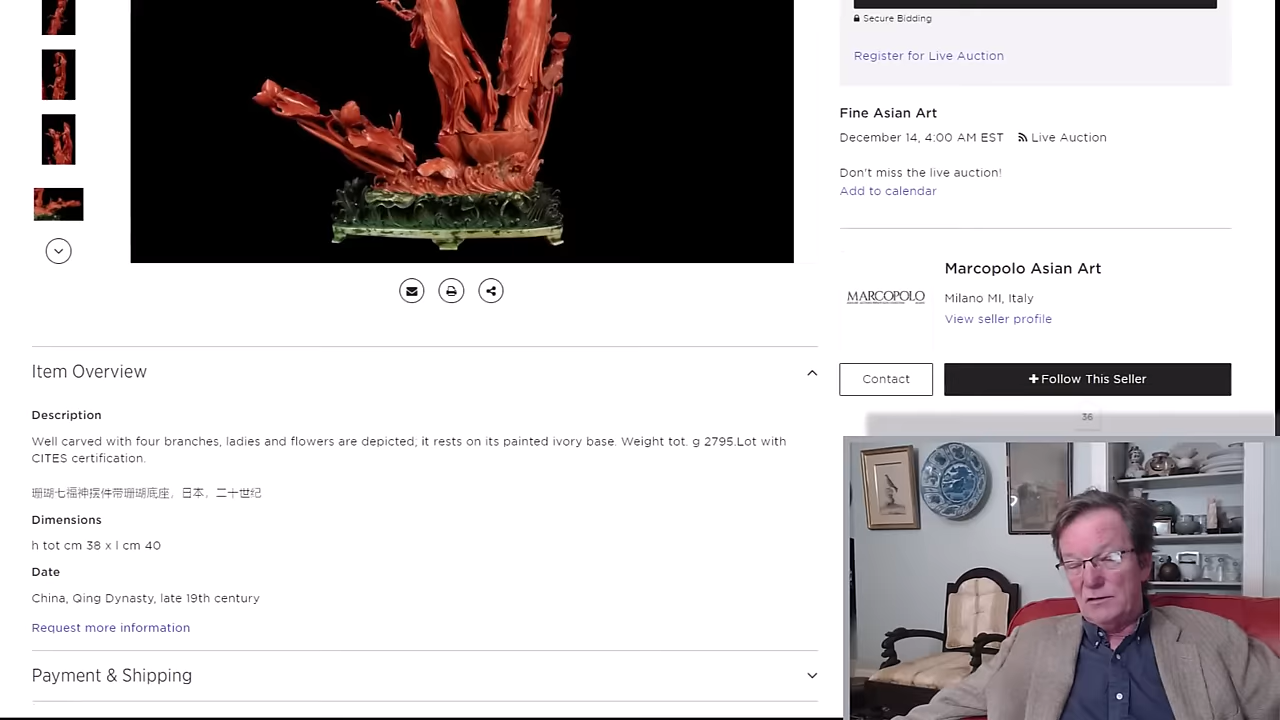 Secure Bidding
Register for Live Auction
Fine Asian Art
December 14, 4:00 AM EST Live Auction
Don't miss the live auction!
Add to calendar
MARCOPOLO
Marcopolo Asian Art
Milano MI, Italy
View seller profile
Contact
Follow This Seller
36
Item Overview
Description
Well carved with four branches, ladies and flowers are depicted; it rests on its painted ivory base. Weight tot. g 2795.Lot with
CITES certification.
珊瑚七福神摆件带珊瑚底座，日本，二十世纪
Dimensions
h tot cm 38 x l cm 40
Date
China, Qing Dynasty, late 19th century
Request more information
Payment & Shipping